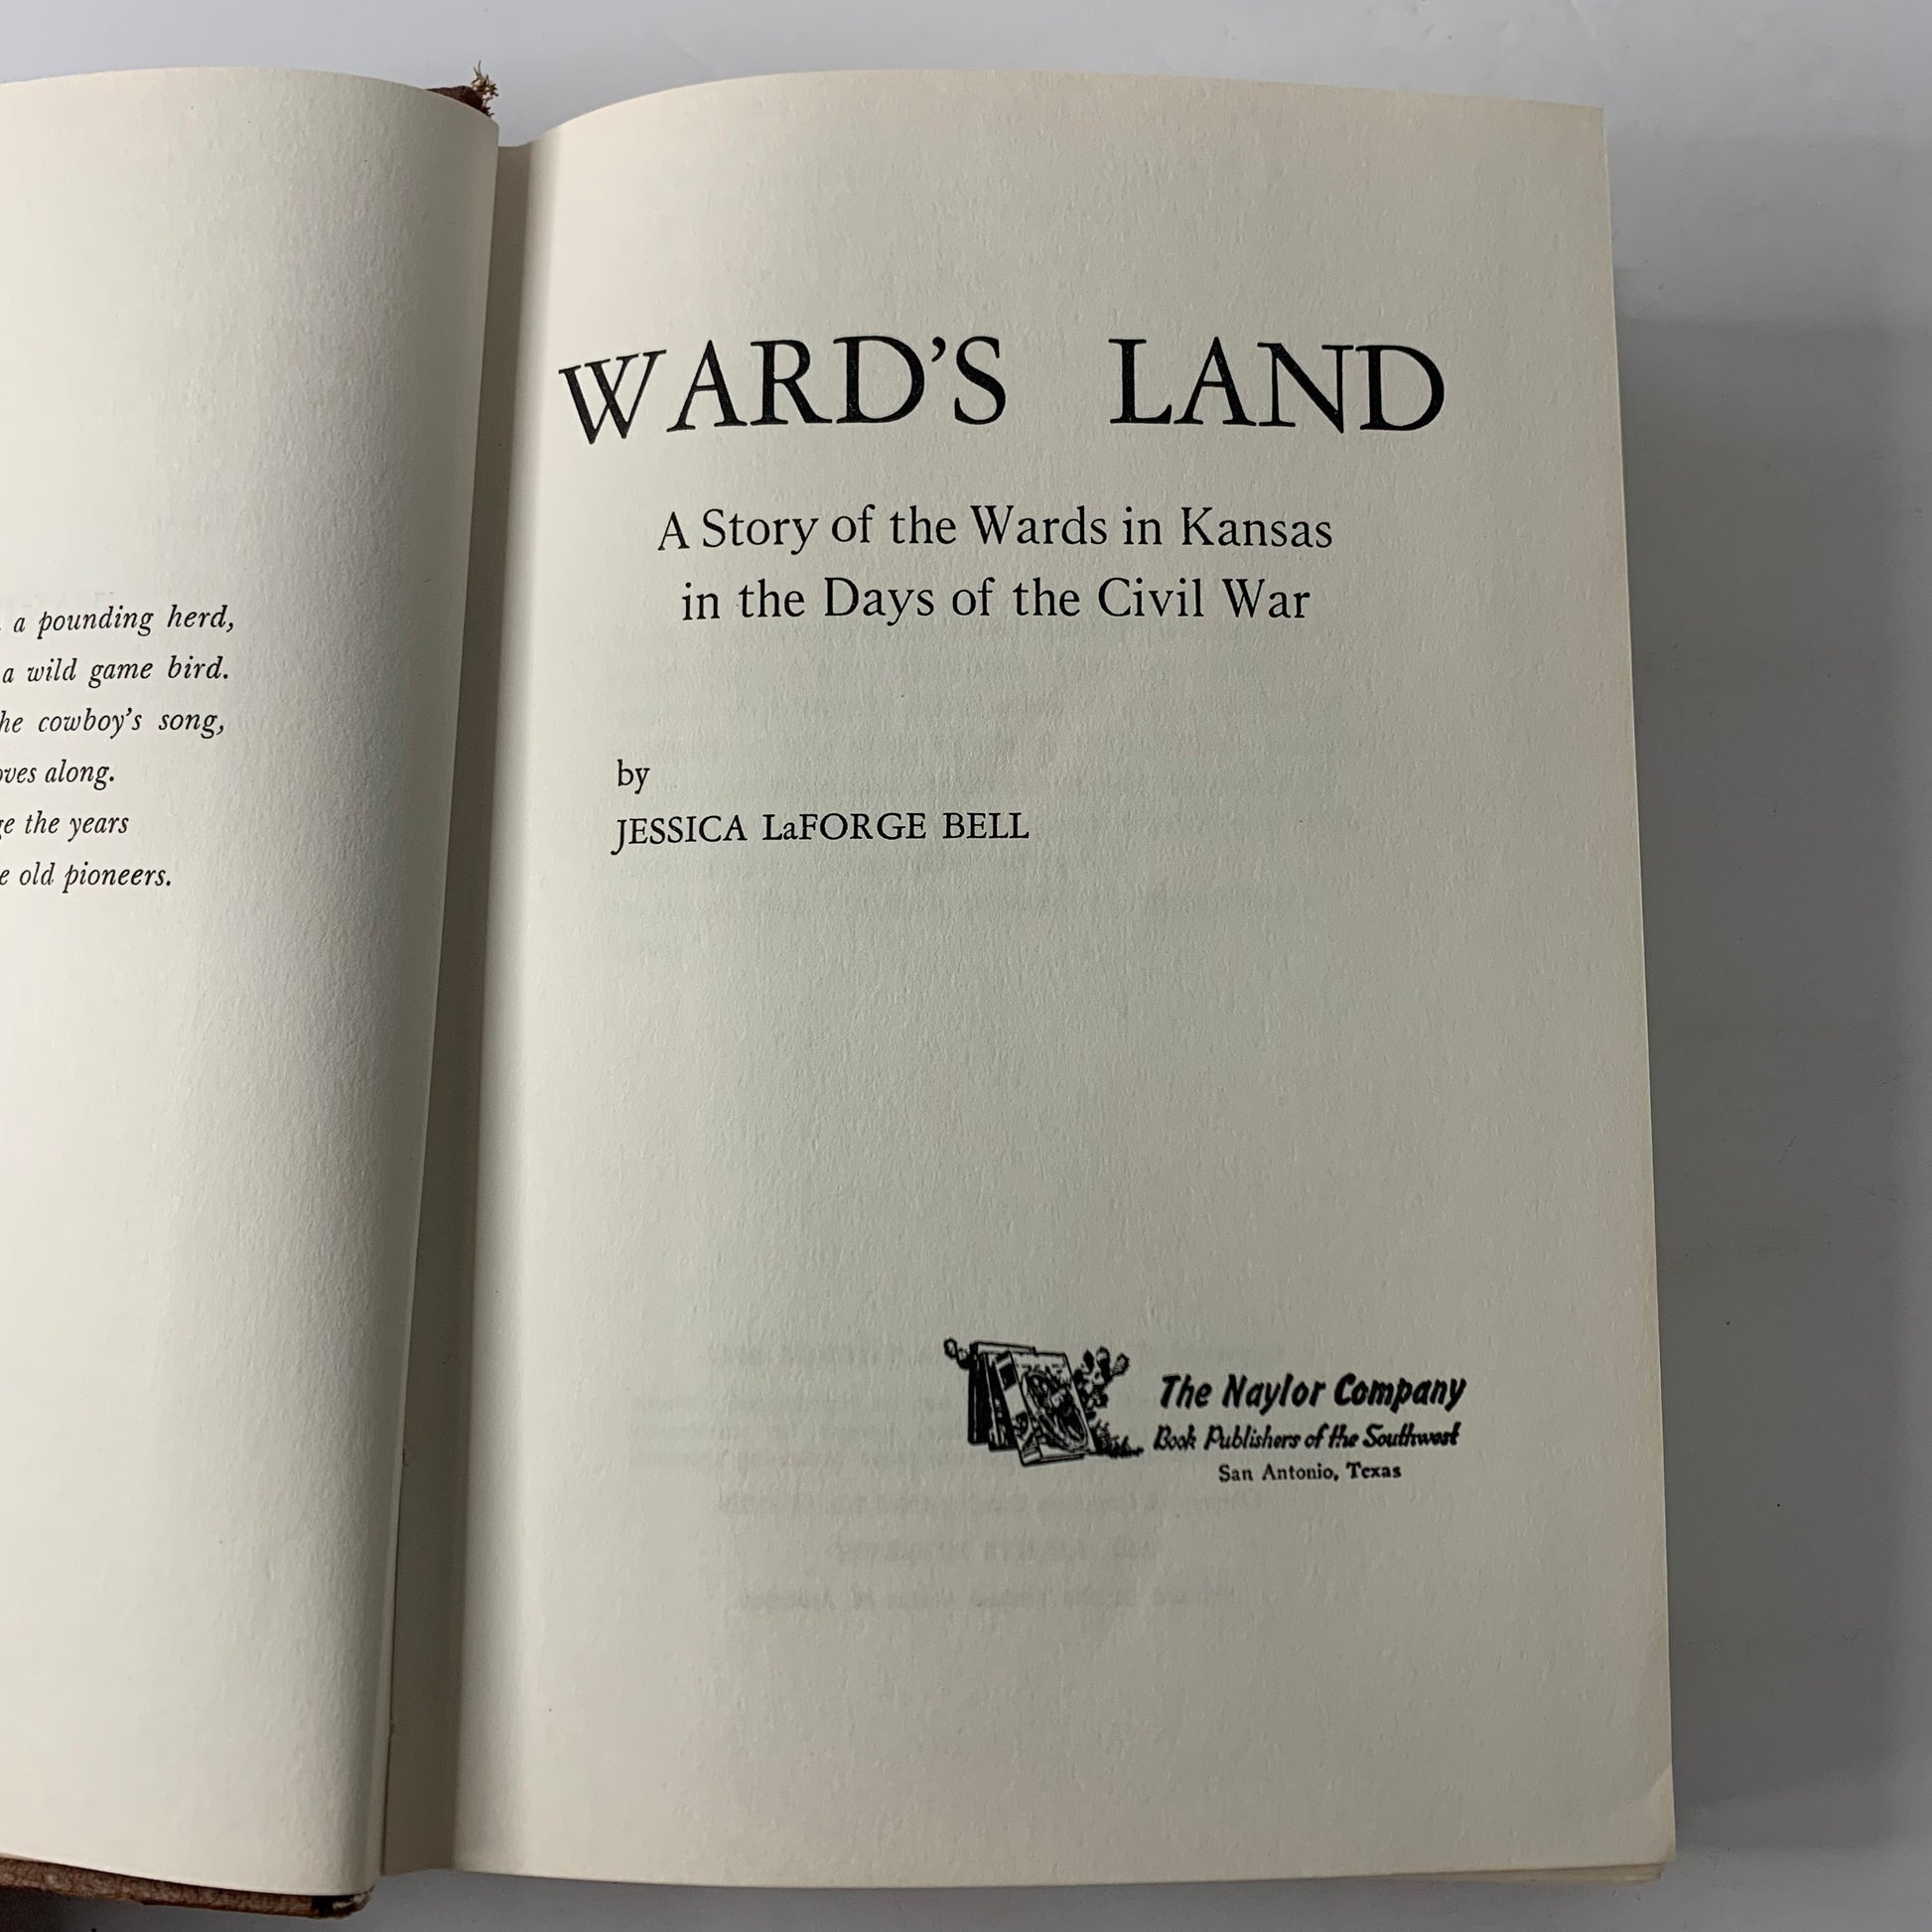 a pounding herd,
a wild game bird.
he cowboy's song,
oves along.
ge the years
e old pioneers.
WARD'S LAND
A Story of the Wards in Kansas
in the Days of the Civil War
by
JESSICA LaFORGE BELL
The Naylor Company
Book Publishers of the Southwest
San Antonio, Texas